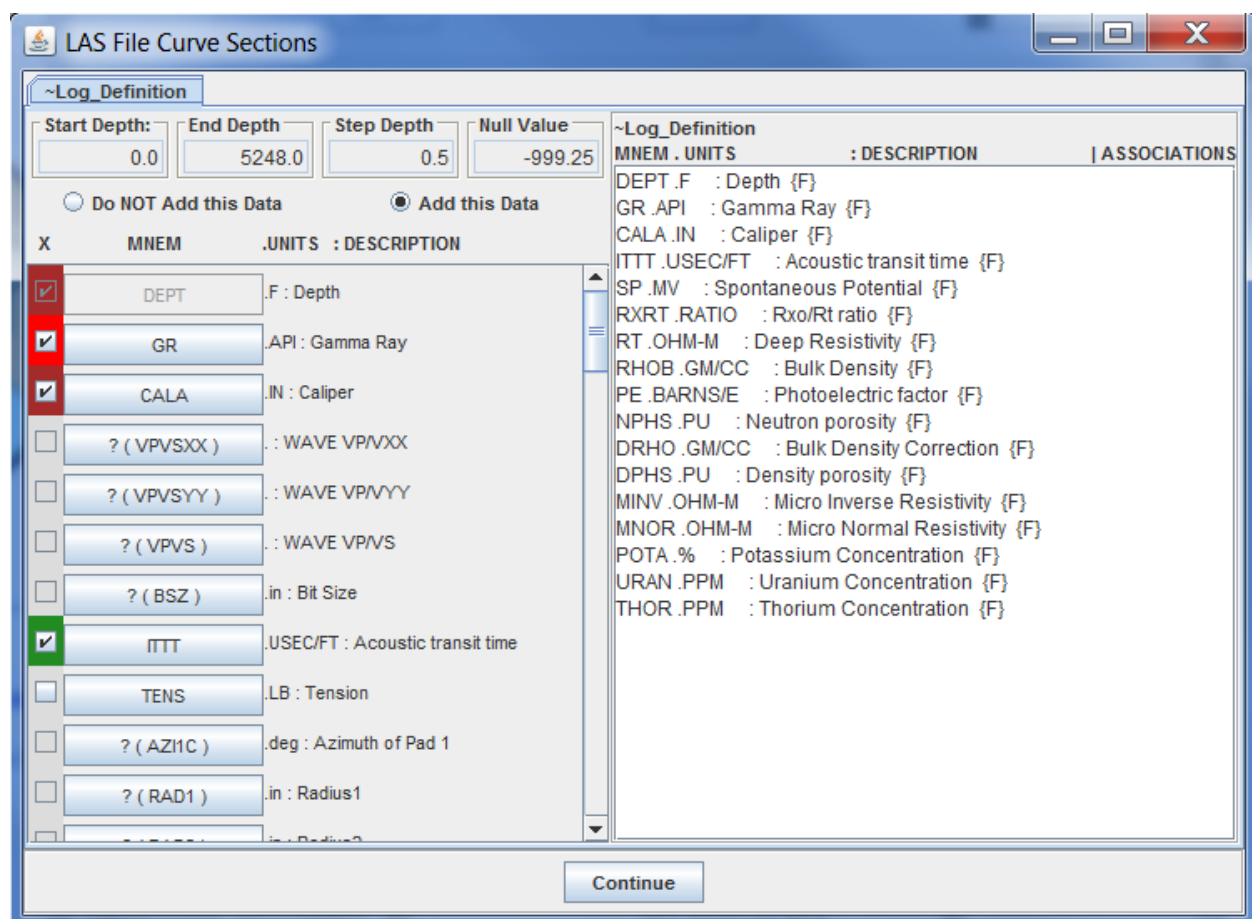 LAS File Curve Sections
~Log_Definition
Start Depth: End Depth Step Depth Null Value
0.0 5248.0 0.5 -999.25
Do NOT Add this Data Add this Data
X MNEM .UNITS : DESCRIPTION
DEPT .F : Depth
GR .API : Gamma Ray
CALA .IN : Caliper
? ( VPVSXX ) . : WAVE VP/VXX
? ( VPVSYY ) . : WAVE VP/VYY
? ( VPVS ) . : WAVE VP/VS
? ( BSZ ) .in : Bit Size
ITTT .USEC/FT : Acoustic transit time
TENS .LB : Tension
? ( AZI1C ) .deg : Azimuth of Pad 1
? ( RAD1 ) .in : Radius1
~Log_Definition
MNEM . UNITS : DESCRIPTION | ASSOCIATIONS
DEPT .F : Depth {F}
GR .API : Gamma Ray {F}
CALA .IN : Caliper {F}
ITTT .USEC/FT : Acoustic transit time {F}
SP .MV : Spontaneous Potential {F}
RXRT .RATIO : Rxo/Rt ratio {F}
RT .OHM-M : Deep Resistivity {F}
RHOB .GM/CC : Bulk Density {F}
PE .BARNS/E : Photoelectric factor {F}
NPHS .PU : Neutron porosity {F}
DRHO .GM/CC : Bulk Density Correction {F}
DPHS .PU : Density porosity {F}
MINV .OHM-M : Micro Inverse Resistivity {F}
MNOR .OHM-M : Micro Normal Resistivity {F}
POTA .% : Potassium Concentration {F}
URAN .PPM : Uranium Concentration {F}
THOR .PPM : Thorium Concentration {F}
Continue